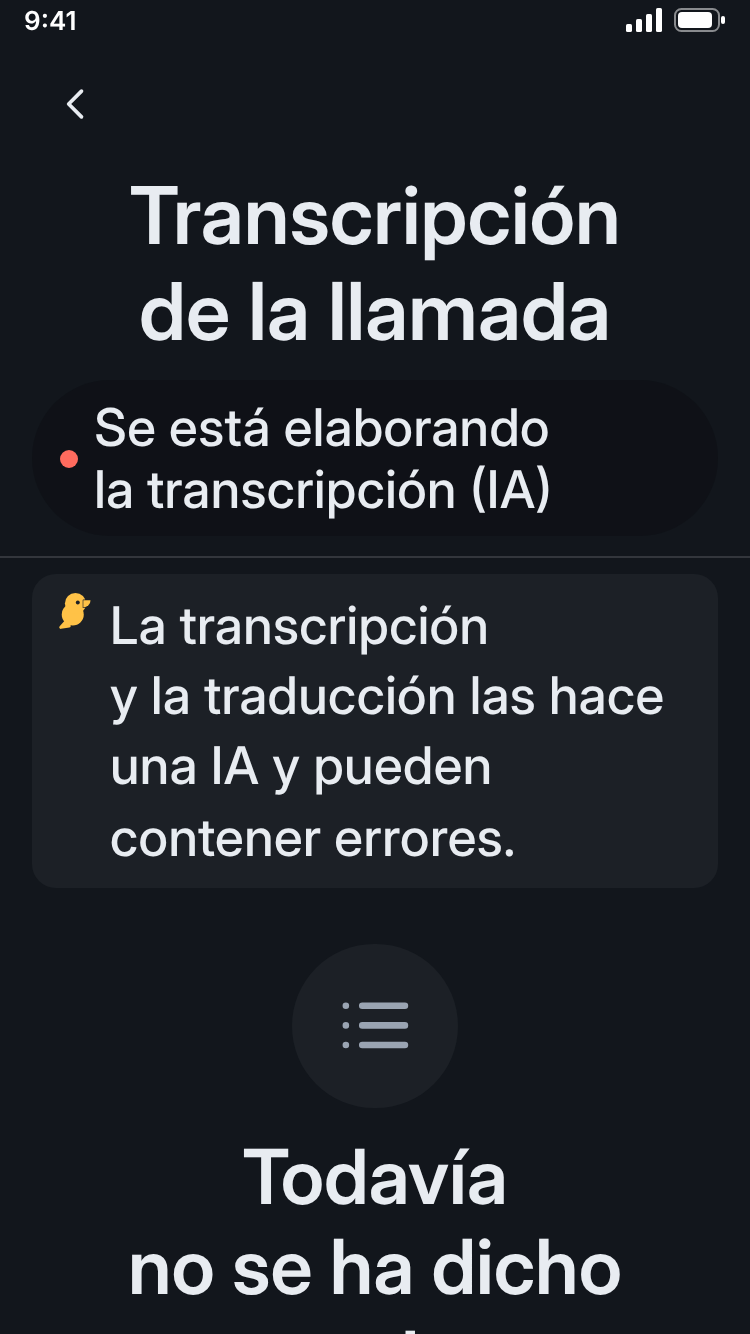 9:41
Transcripción
de la llamada
Se está elaborando
la transcripción (IA)
La transcripción
y la traducción las hace
una IA y pueden
contener errores.
Todavía
no se ha dicho